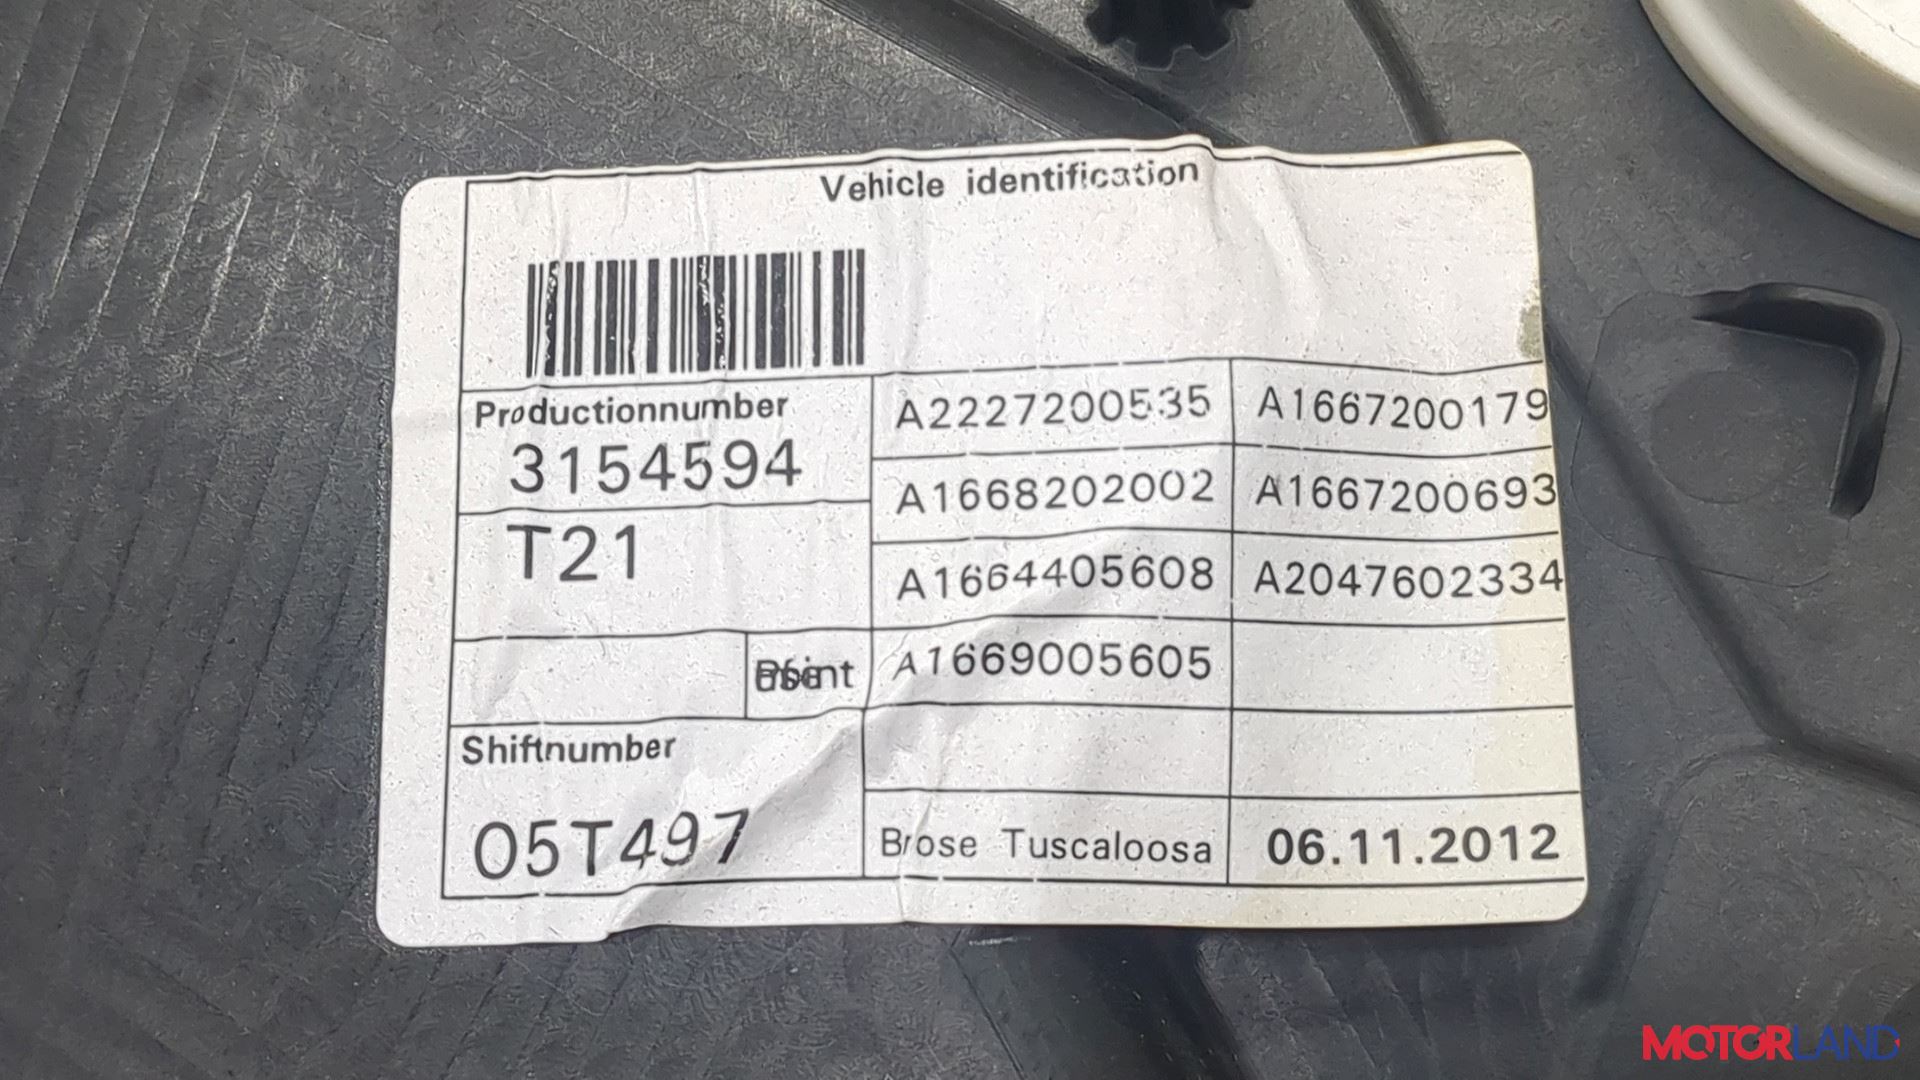 Vehicle identification
Productionnumber
3154594
T21
A2227200535 A1667200179
A1668202002 A1667200693
A1664405608 A2047602334
A1669005605
Shiftnumber
05T497
Brose Tuscaloosa 06.11.2012
MOTORLAND